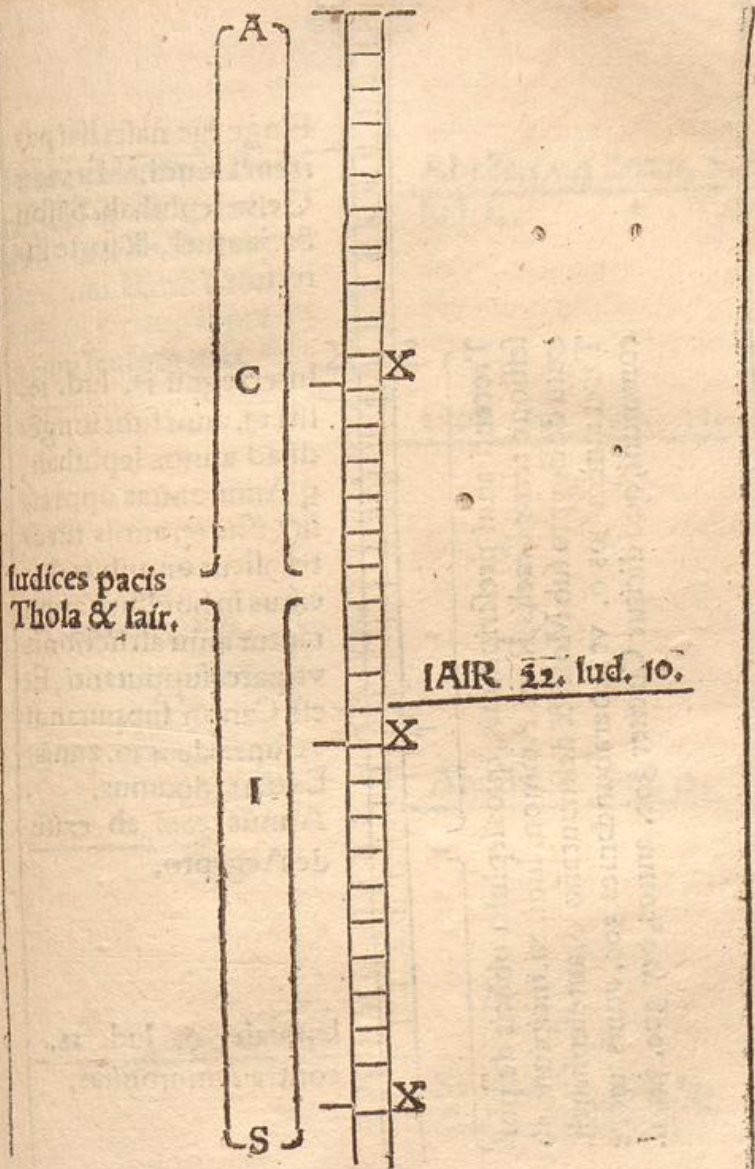 A
X
C
Iudices pacis
Thola & Iair.
IAIR 22. Iud. 10.
X
I
X
S